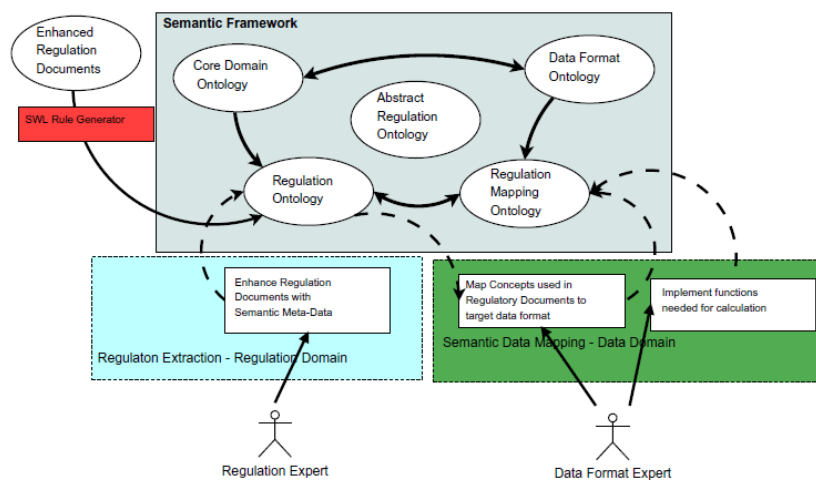 Semantic Framework
Enhanced
Regulation
Documents
Core Domain
Ontology
Data Format
Ontology
Abstract
Regulation
Ontology
SWL Rule Generator
Regulation
Ontology
Regulation
Mapping
Ontology
Enhance Regulation
Documents with
Semantic Meta-Data
Map Concepts used in
Regulatory Documents to
target data format
Implement functions
needed for calculation
Regulaton Extraction - Regulation Domain
Semantic Data Mapping - Data Domain
Regulation Expert
Data Format Expert